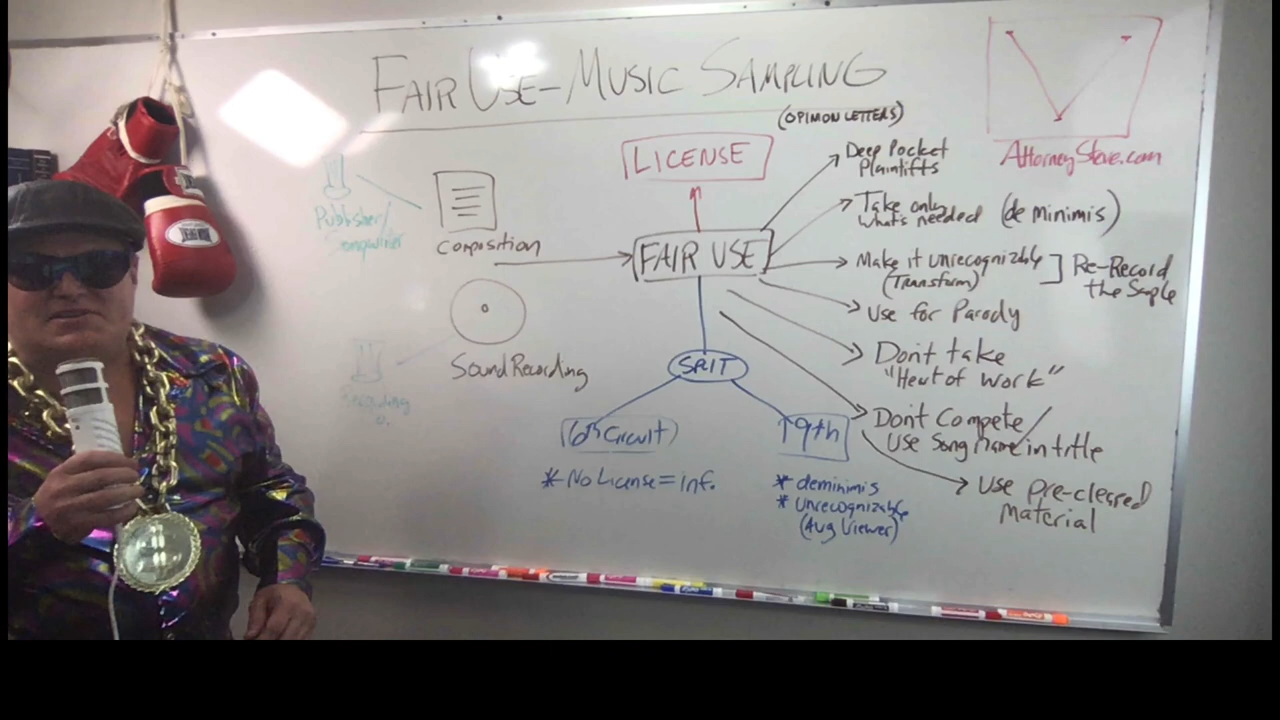 FAIR USE - MUSIC SAMPLING
(OPINION LETTERS)
AttorneySteve.com
LICENSE
Deep Pocket
Plaintiffs
Publisher/
Songwriter
Composition
FAIR USE
Take only
what's needed (de minimis)
Make it unrecognizable
(Transform)
Re-Record
the Sample
Use for Parody
Sound Recording
SPLIT
Don't take
"Heart of Work"
Recording
6th Circuit
9th
Don't Compete/
Use Song Name in title
* No License = inf.
* deminimis
* unrecognizable
(Avg Viewer)
Use pre-cleared
Material